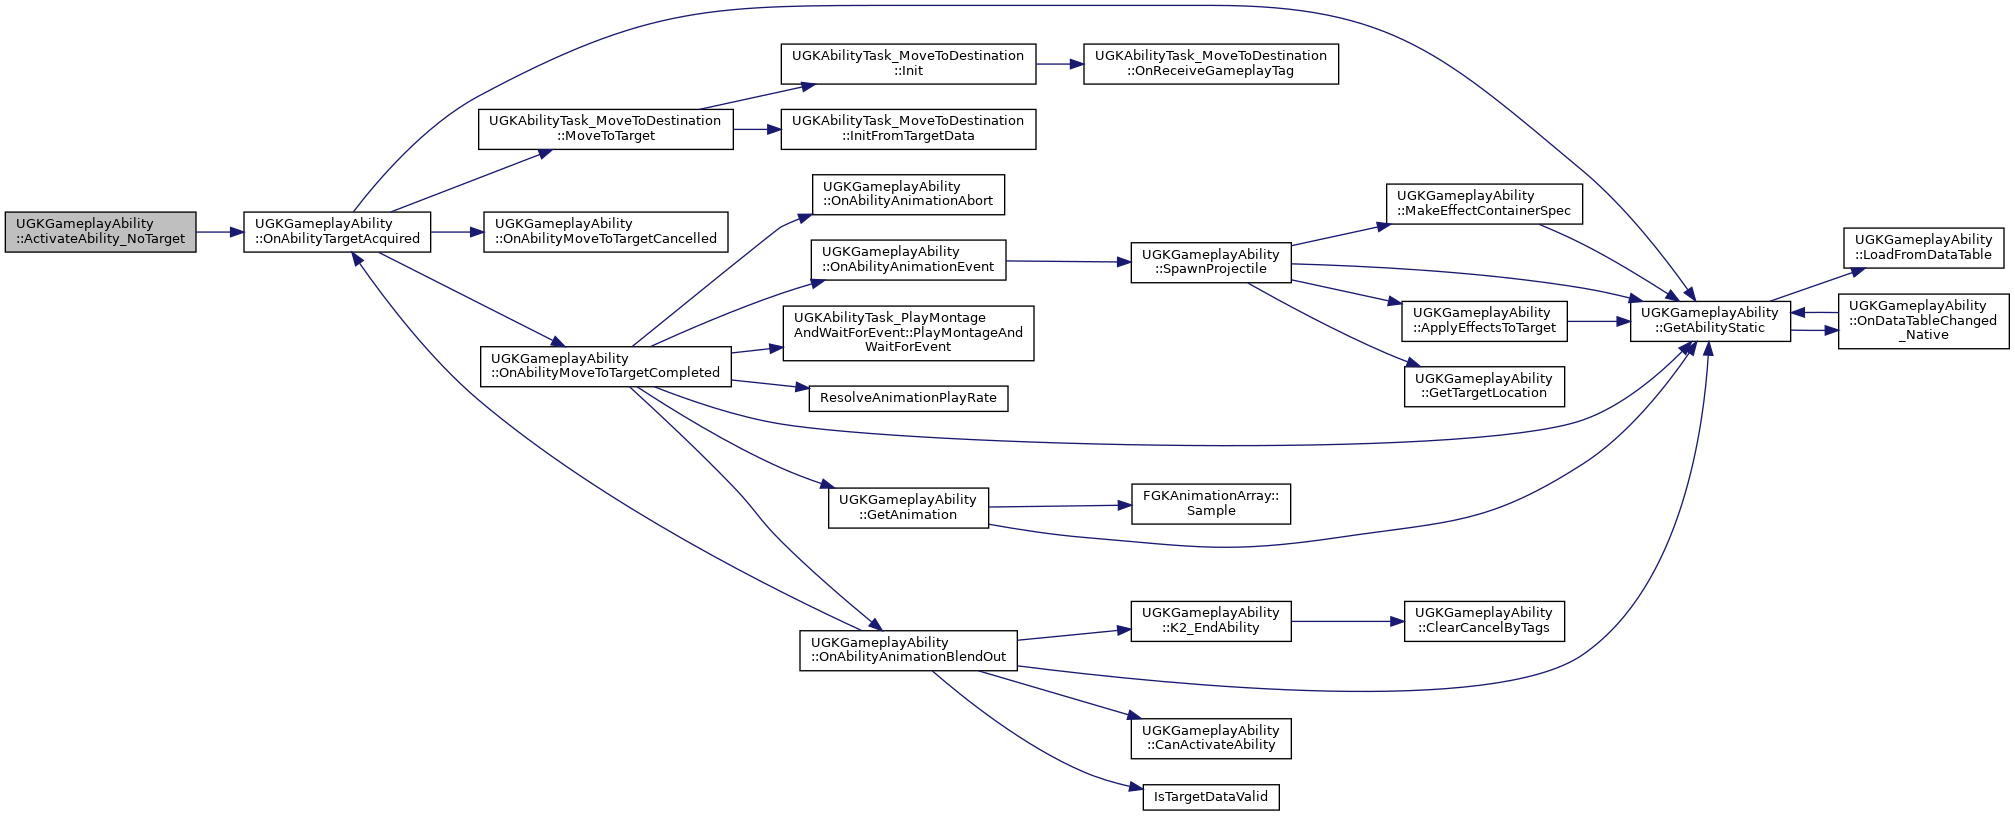 UGKGameplayAbility
::ActivateAbility_NoTarget
UGKGameplayAbility
::OnAbilityTargetAcquired
UGKAbilityTask_MoveToDestination
::MoveToTarget
UGKGameplayAbility
::OnAbilityMoveToTargetCancelled
UGKGameplayAbility
::OnAbilityMoveToTargetCompleted
UGKAbilityTask_MoveToDestination
::Init
UGKAbilityTask_MoveToDestination
::InitFromTargetData
UGKGameplayAbility
::OnAbilityAnimationAbort
UGKGameplayAbility
::OnAbilityAnimationEvent
UGKAbilityTask_PlayMontage
AndWaitForEvent::PlayMontageAnd
WaitForEvent
ResolveAnimationPlayRate
UGKGameplayAbility
::GetAnimation
UGKGameplayAbility
::OnAbilityAnimationBlendOut
UGKAbilityTask_MoveToDestination
::OnReceiveGameplayTag
UGKGameplayAbility
::SpawnProjectile
FGKAnimationArray::
Sample
UGKGameplayAbility
::K2_EndAbility
UGKGameplayAbility
::CanActivateAbility
IsTargetDataValid
UGKGameplayAbility
::MakeEffectContainerSpec
UGKGameplayAbility
::ApplyEffectsToTarget
UGKGameplayAbility
::GetTargetLocation
UGKGameplayAbility
::ClearCancelByTags
UGKGameplayAbility
::GetAbilityStatic
UGKGameplayAbility
::LoadFromDataTable
UGKGameplayAbility
::OnDataTableChanged
_Native